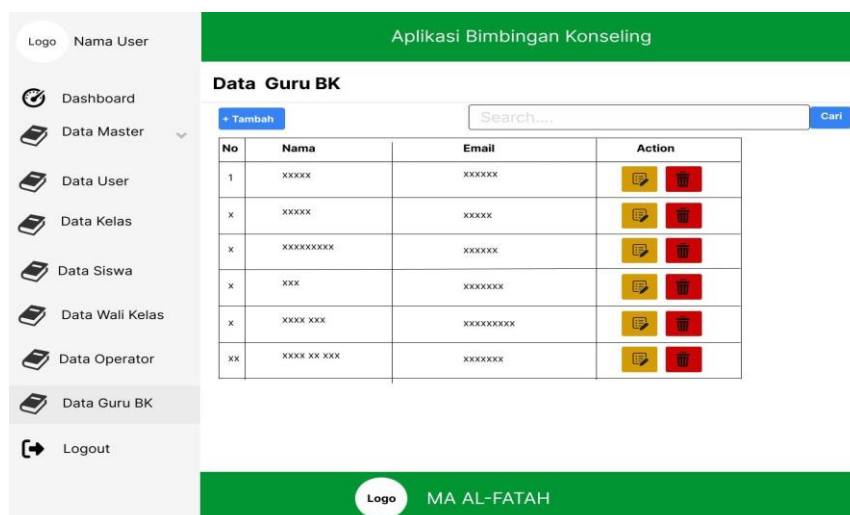 Logo Nama User
Dashboard
Data Master
Data User
Data Kelas
Data Siswa
Data Wali Kelas
Data Operator
Data Guru BK
Logout
Aplikasi Bimbingan Konseling
Data Guru BK
+ Tambah Search.... Cari
No Nama Email Action
1 xxxxx xxxxxx
x xxxxx xxxxx
x xxxxxxxxx xxxxxx
x xxx xxxxxxx
x xxxx xxx xxxxxxxxx
xx xxxx xx xxx xxxxxxx
Logo MA AL-FATAH